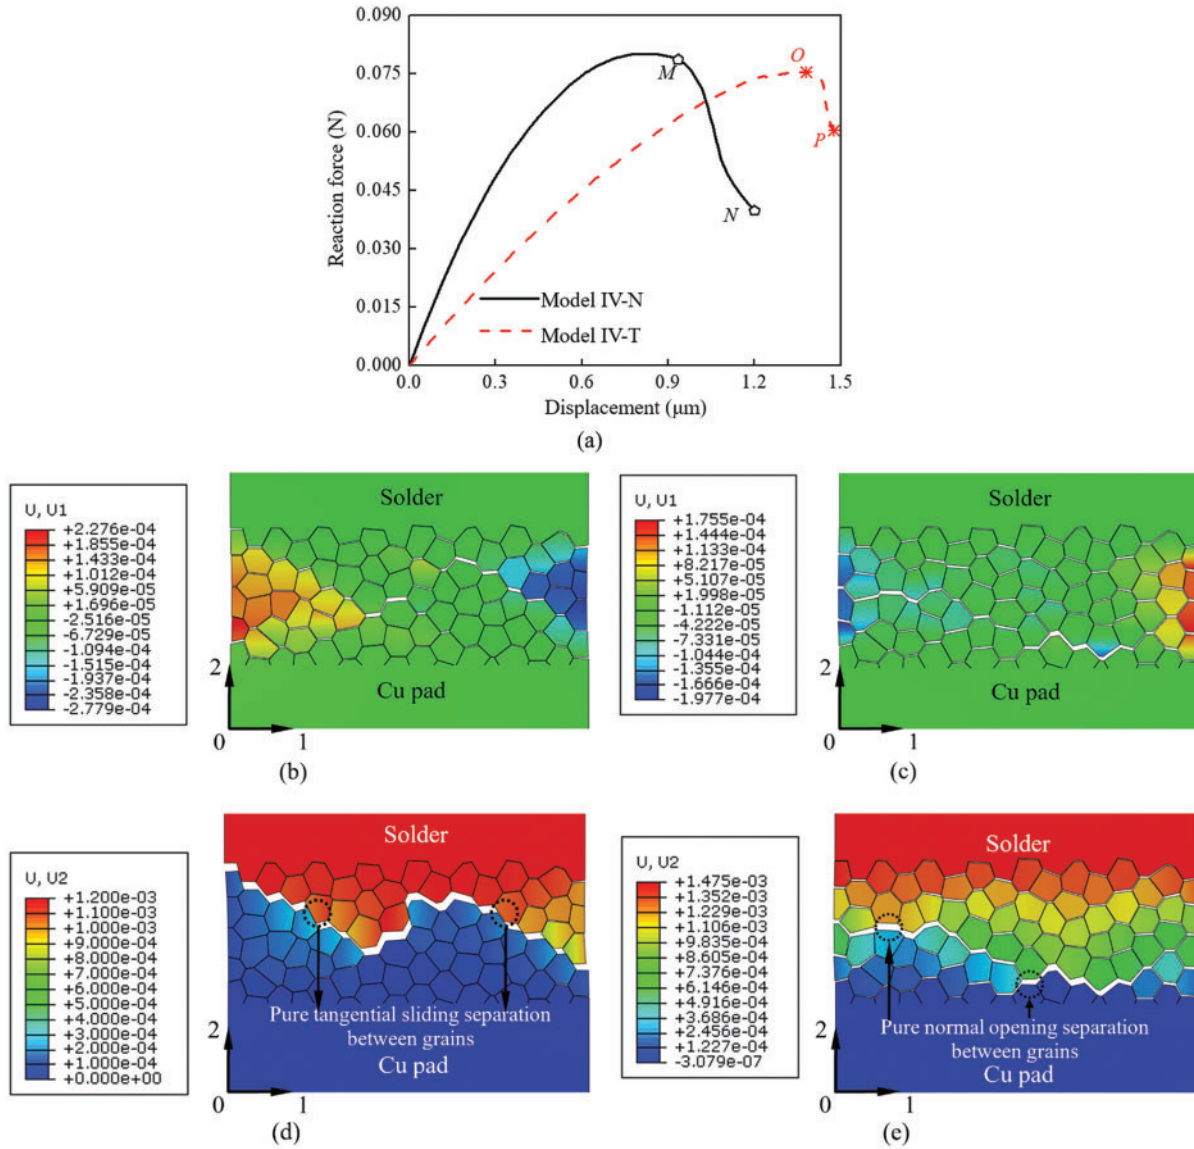 0.090
0.075
0.060
0.045
0.030
0.015
0.000
Reaction force (N)
M
N
O
P
Model IV-N
Model IV-T
0.0 0.3 0.6 0.9 1.2 1.5
Displacement (μm)
(a)
U, U1
+2.276e-04
+1.855e-04
+1.433e-04
+1.012e-04
+5.909e-05
+1.696e-05
-2.516e-05
-6.729e-05
-1.094e-04
-1.515e-04
-1.937e-04
-2.358e-04
-2.779e-04
Solder
Cu pad
2
0 1
(b)
U, U1
+1.755e-04
+1.444e-04
+1.133e-04
+8.217e-05
+5.107e-05
+1.998e-05
-1.112e-05
-4.222e-05
-7.331e-05
-1.044e-04
-1.355e-04
-1.666e-04
-1.977e-04
Solder
Cu pad
2
0 1
(c)
U, U2
+1.200e-03
+1.100e-03
+1.000e-03
+9.000e-04
+8.000e-04
+7.000e-04
+6.000e-04
+5.000e-04
+4.000e-04
+3.000e-04
+2.000e-04
+1.000e-04
+0.000e+00
Solder
Pure tangential sliding separation
between grains
Cu pad
2
0 1
(d)
U, U2
+1.475e-03
+1.352e-03
+1.229e-03
+1.106e-03
+9.835e-04
+8.605e-04
+7.376e-04
+6.146e-04
+4.916e-04
+3.686e-04
+2.456e-04
+1.227e-04
-3.079e-07
Solder
Pure normal opening separation
between grains
Cu pad
2
0 1
(e)